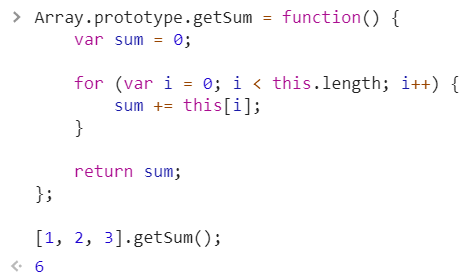 > Array.prototype.getSum = function() {
    var sum = 0;

    for (var i = 0; i < this.length; i++) {
        sum += this[i];
    }

    return sum;
};

[1, 2, 3].getSum();
<· 6